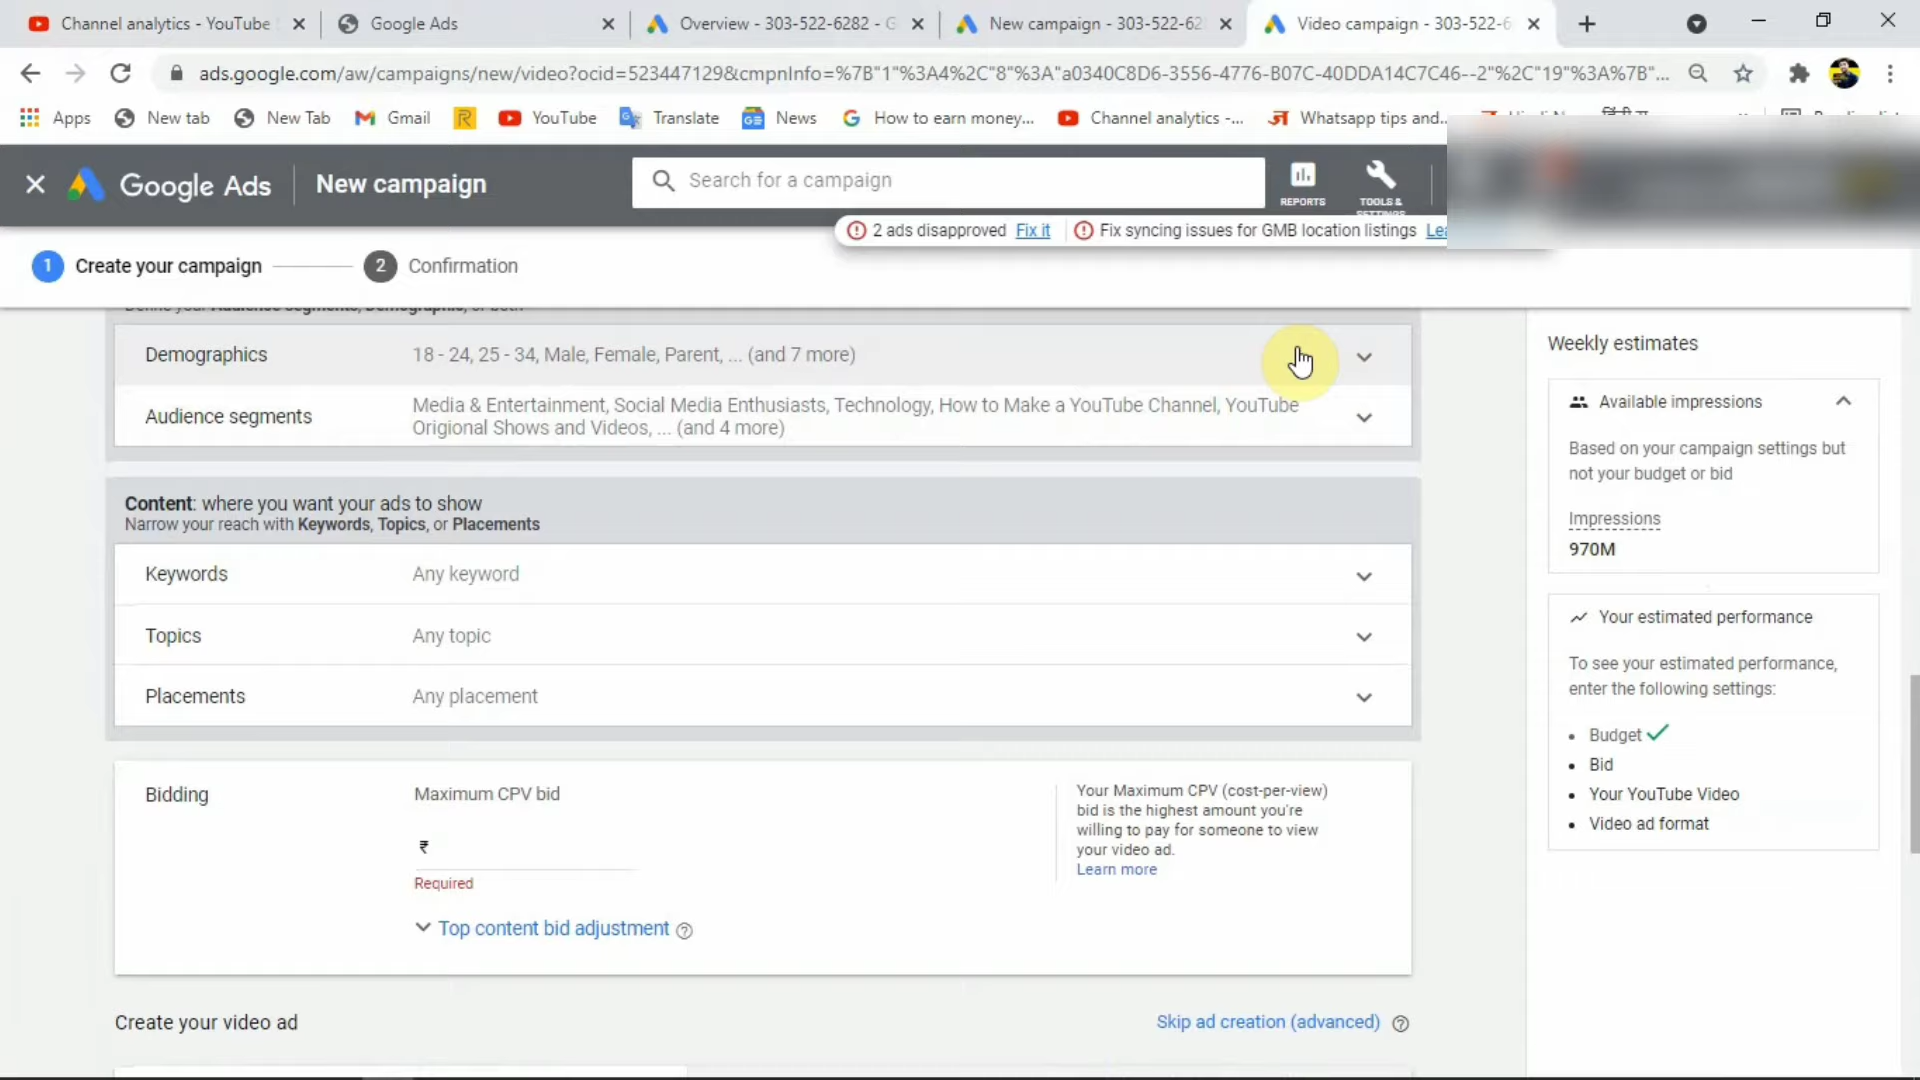 Channel analytics - YouTube
Google Ads
Overview - 303-522-6282 - G
New campaign - 303-522-62
Video campaign - 303-522-6
ads.google.com/aw/campaigns/new/video?ocid=523447129&cmpnInfo=%7B"1"%3A4%2C"8"%3A"a0340C8D6-3556-4776-B07C-40DDA14C7C46--2"%2C"19"%3A%7B"...
Apps
New tab
New Tab
Gmail
YouTube
Translate
News
How to earn money...
Channel analytics -...
Whatsapp tips and...
Google Ads
New campaign
Search for a campaign
REPORTS
TOOLS &
SETTINGS
2 ads disapproved Fix it
Fix syncing issues for GMB location listings Lea
1 Create your campaign
2 Confirmation
Define your Audience segments, Demographic, or both
Demographics
18 - 24, 25 - 34, Male, Female, Parent, ... (and 7 more)
Audience segments
Media & Entertainment, Social Media Enthusiasts, Technology, How to Make a YouTube Channel, YouTube
Origional Shows and Videos, ... (and 4 more)
Content: where you want your ads to show
Narrow your reach with Keywords, Topics, or Placements
Keywords
Any keyword
Topics
Any topic
Placements
Any placement
Bidding
Maximum CPV bid
₹
Required
Top content bid adjustment
Your Maximum CPV (cost-per-view)
bid is the highest amount you're
willing to pay for someone to view
your video ad.
Learn more
Create your video ad
Skip ad creation (advanced)
Weekly estimates
Available impressions
Based on your campaign settings but
not your budget or bid
Impressions
970M
Your estimated performance
To see your estimated performance,
enter the following settings:
• Budget
• Bid
• Your YouTube Video
• Video ad format